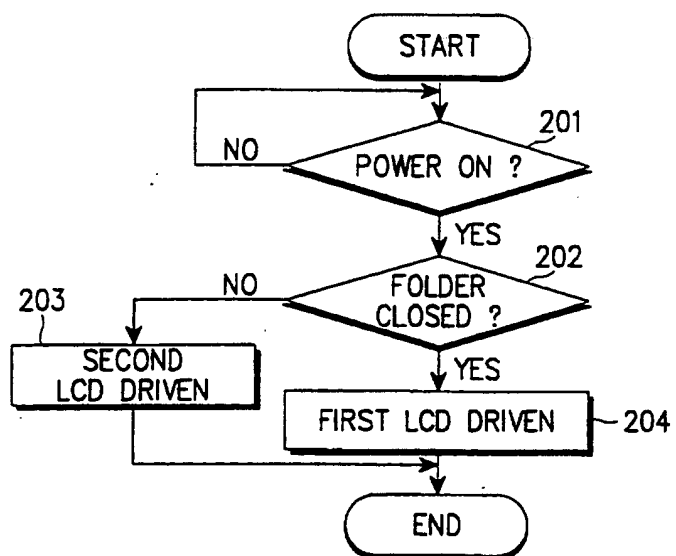 START
201
POWER ON ?
NO
YES
202
FOLDER
CLOSED ?
NO
203
SECOND
LCD DRIVEN
YES
FIRST LCD DRIVEN
204
END